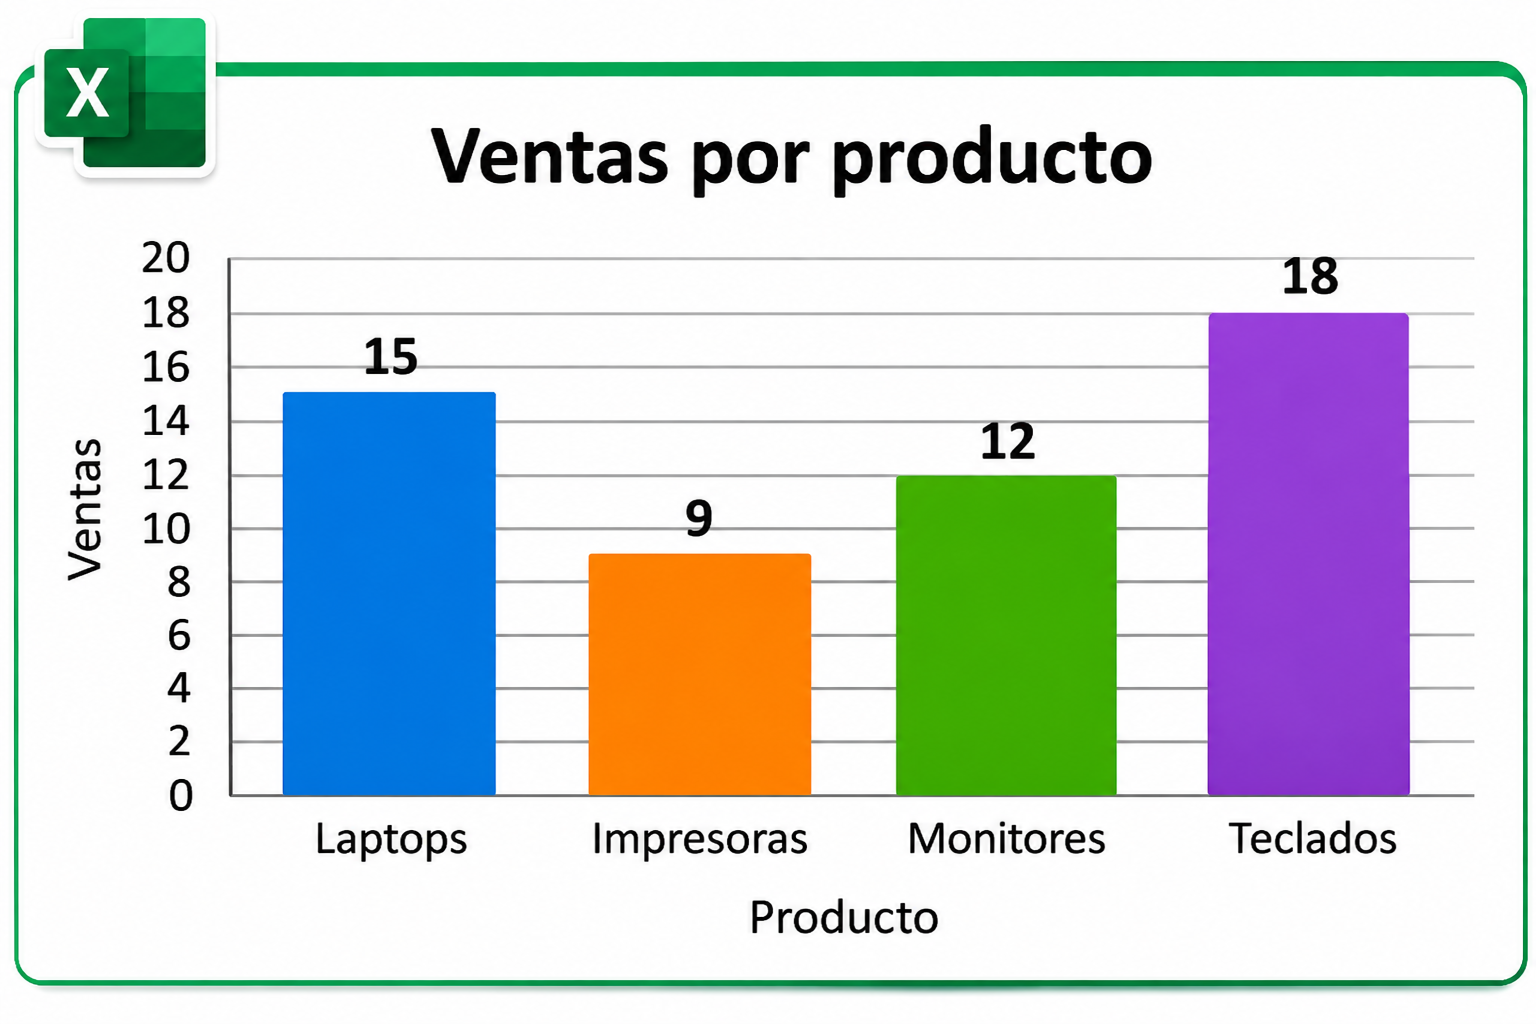 X
Ventas por producto
20
18
16
14
12
10
8
6
4
2
0
Ventas
15
9
12
18
Laptops
Impresoras
Monitores
Teclados
Producto